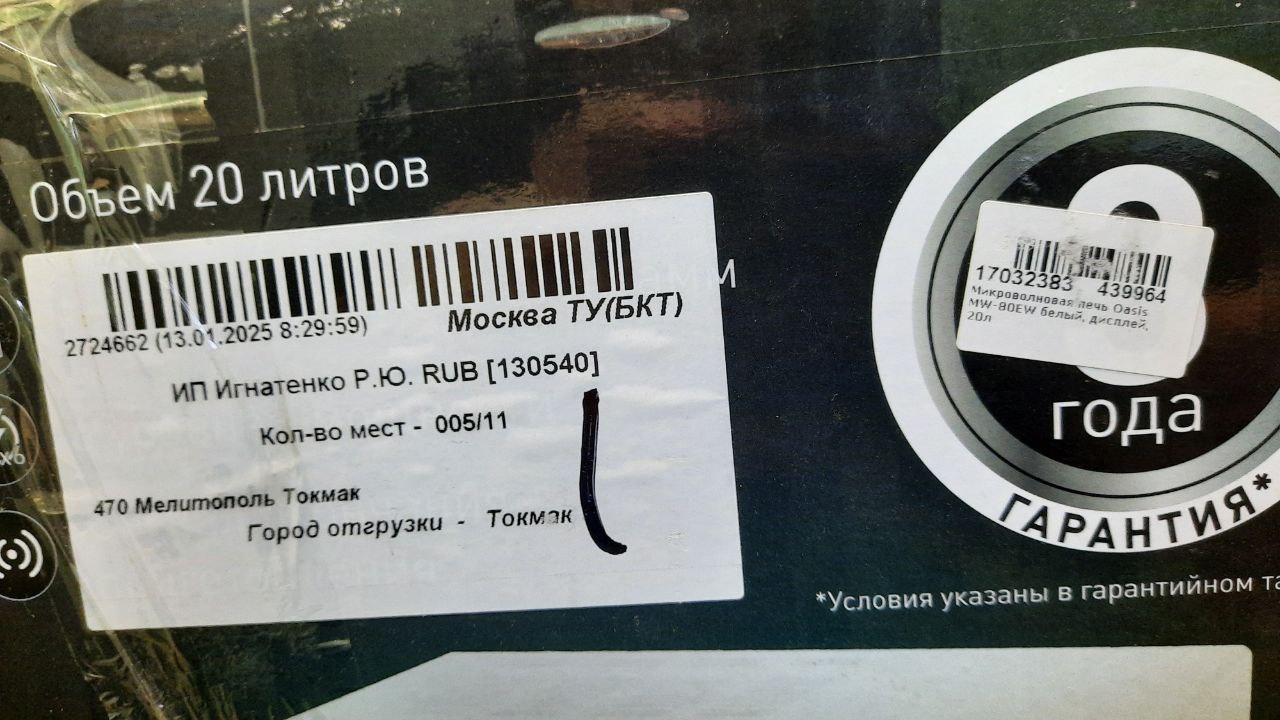 Объем 20 литров
2724662 (13.01.2025 8:29:59)
Москва ТУ(БКТ)
ИП Игнатенко Р.Ю. RUB [130540]
Кол-во мест - 005/11
470 Мелитополь Токмак
Город отгрузки - Токмак
17032383 439964
Микроволновая печь Oasis
MW-80EW белый, дисплей,
20л
года
ГАРАНТИЯ*
*Условия указаны в гарантийном